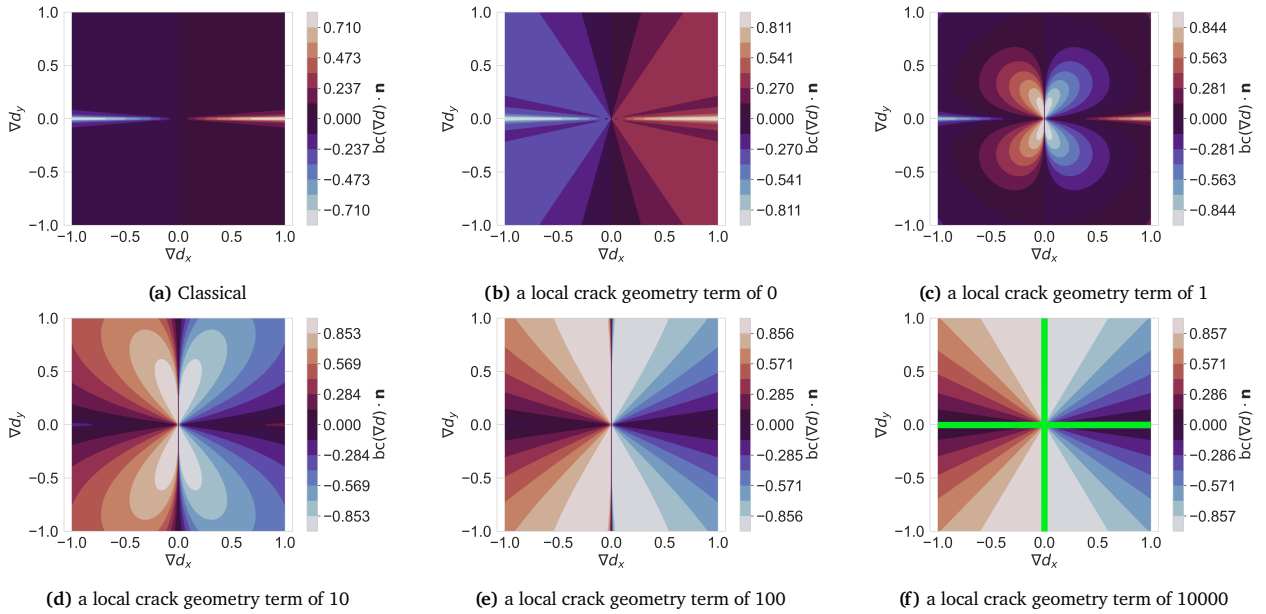 1.0
0.5
0.0
−0.5
−1.0
∇d_y
−1.0 −0.5 0.0 0.5 1.0
∇d_x
0.710
0.473
0.237
0.000
−0.237
−0.473
−0.710
bc(∇d) · n
(a) Classical
1.0
0.5
0.0
−0.5
−1.0
∇d_y
−1.0 −0.5 0.0 0.5 1.0
∇d_x
0.811
0.541
0.270
0.000
−0.270
−0.541
−0.811
bc(∇d) · n
(b) a local crack geometry term of 0
1.0
0.5
0.0
−0.5
−1.0
∇d_y
−1.0 −0.5 0.0 0.5 1.0
∇d_x
0.844
0.563
0.281
0.000
−0.281
−0.563
−0.844
bc(∇d) · n
(c) a local crack geometry term of 1
1.0
0.5
0.0
−0.5
−1.0
∇d_y
−1.0 −0.5 0.0 0.5 1.0
∇d_x
0.853
0.569
0.284
0.000
−0.284
−0.569
−0.853
bc(∇d) · n
(d) a local crack geometry term of 10
1.0
0.5
0.0
−0.5
−1.0
∇d_y
−1.0 −0.5 0.0 0.5 1.0
∇d_x
0.856
0.571
0.285
0.000
−0.285
−0.571
−0.856
bc(∇d) · n
(e) a local crack geometry term of 100
1.0
0.5
0.0
−0.5
−1.0
∇d_y
−1.0 −0.5 0.0 0.5 1.0
∇d_x
0.857
0.571
0.286
0.000
−0.286
−0.571
−0.857
bc(∇d) · n
(f) a local crack geometry term of 10000